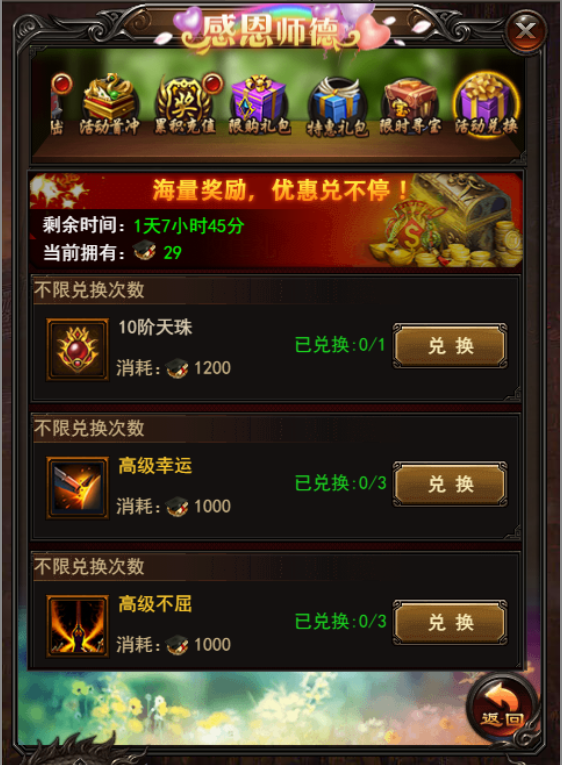 感恩师德
陆 活动首冲 累积充值 限购礼包 特惠礼包 限时寻宝 活动兑换
奖
宝
海量奖励，优惠兑不停！
剩余时间：1天7小时45分
当前拥有： 29
不限兑换次数
10阶天珠
已兑换:0/1 兑 换
消耗: 1200
不限兑换次数
高级幸运
已兑换:0/3 兑 换
消耗: 1000
不限兑换次数
高级不屈
已兑换:0/3 兑 换
消耗: 1000
返回